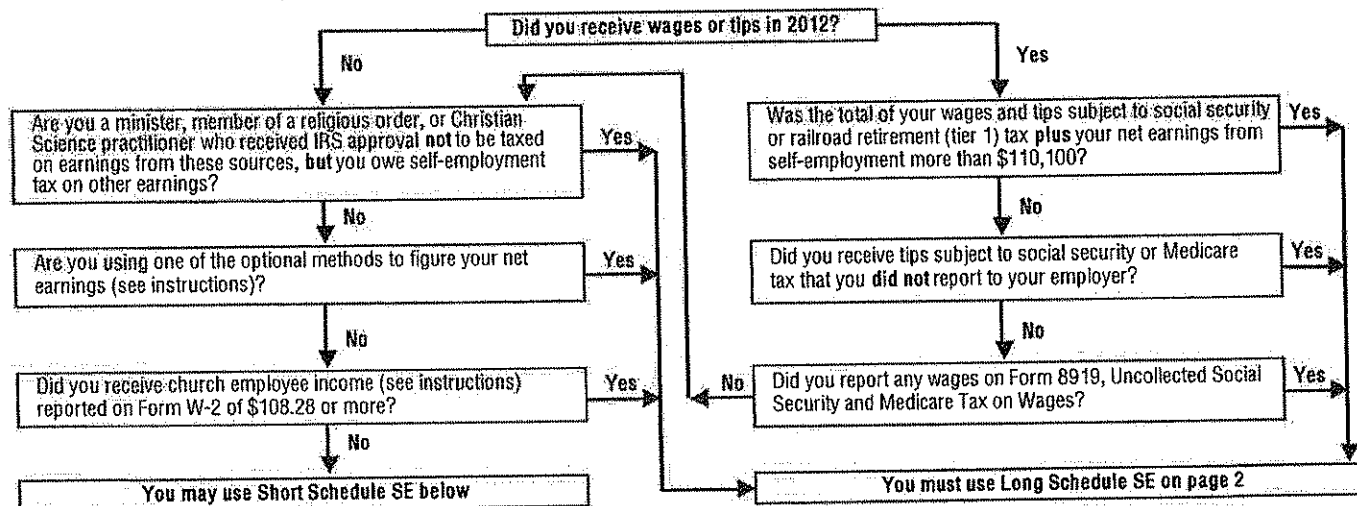 Did you receive wages or tips in 2012?
No
Yes
Are you a minister, member of a religious order, or Christian
Science practitioner who received IRS approval not to be taxed
on earnings from these sources, but you owe self-employment
tax on other earnings?
Yes
Was the total of your wages and tips subject to social security
or railroad retirement (tier 1) tax plus your net earnings from
self-employment more than $110,100?
Yes
No
No
Are you using one of the optional methods to figure your net
earnings (see instructions)?
Yes
Did you receive tips subject to social security or Medicare
tax that you did not report to your employer?
Yes
No
No
Did you receive church employee income (see instructions)
reported on Form W-2 of $108.28 or more?
Yes
No
Did you report any wages on Form 8919, Uncollected Social
Security and Medicare Tax on Wages?
Yes
No
You may use Short Schedule SE below
You must use Long Schedule SE on page 2